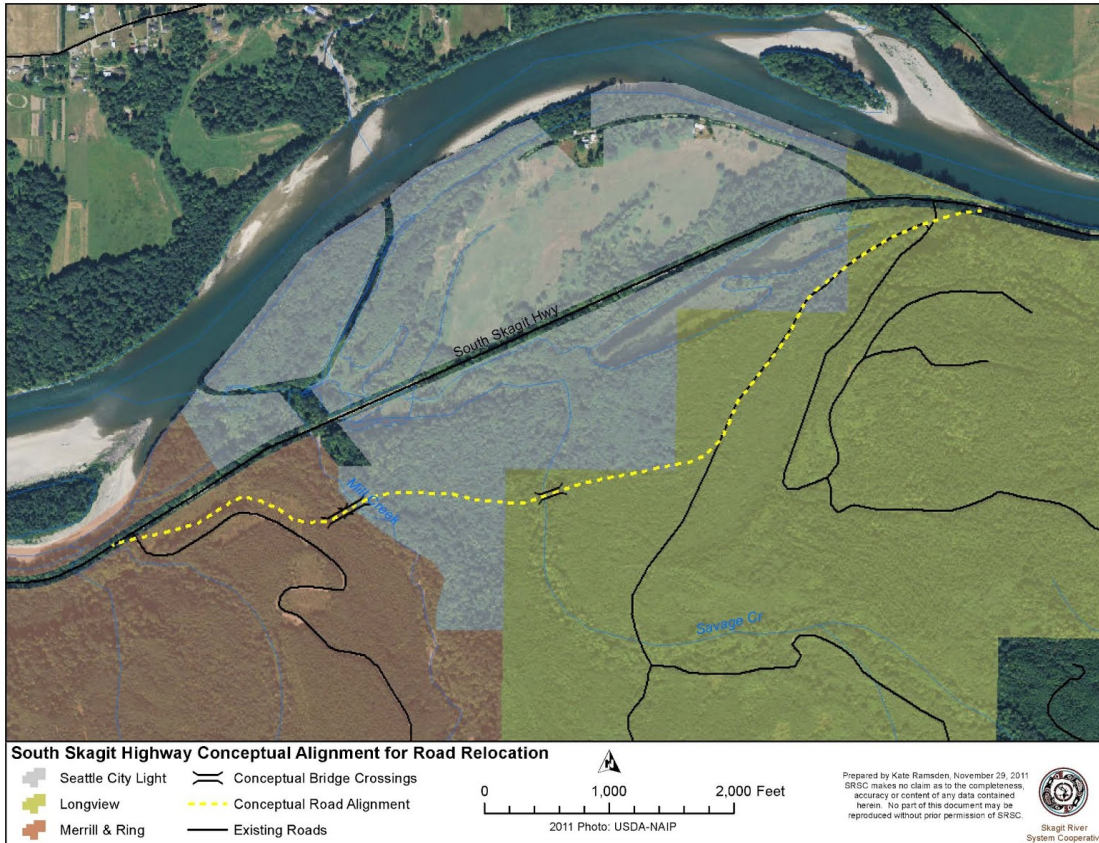 South Skagit Hwy
Mill Creek
Savage Cr
South Skagit Highway Conceptual Alignment for Road Relocation
Seattle City Light
Longview
Merrill & Ring
Conceptual Bridge Crossings
Conceptual Road Alignment
Existing Roads
N
0 1,000 2,000 Feet
2011 Photo: USDA-NAIP
Prepared by Kate Ramsden, November 29, 2011
SRSC makes no claim as to the completeness,
accuracy or content of any data contained
herein. No part of this document may be
reproduced without prior permission of SRSC.
Skagit River
System Cooperative